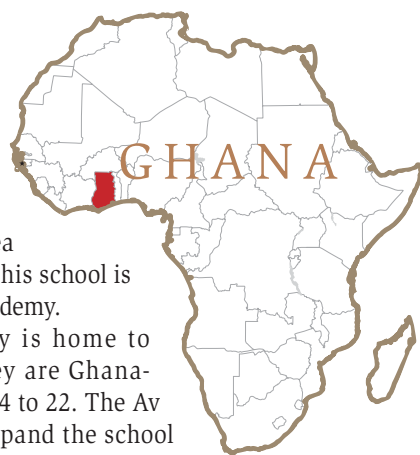 GHANA
ea
his school is
demy.
y is home to
ey are Ghana-
4 to 22. The Av
pand the school